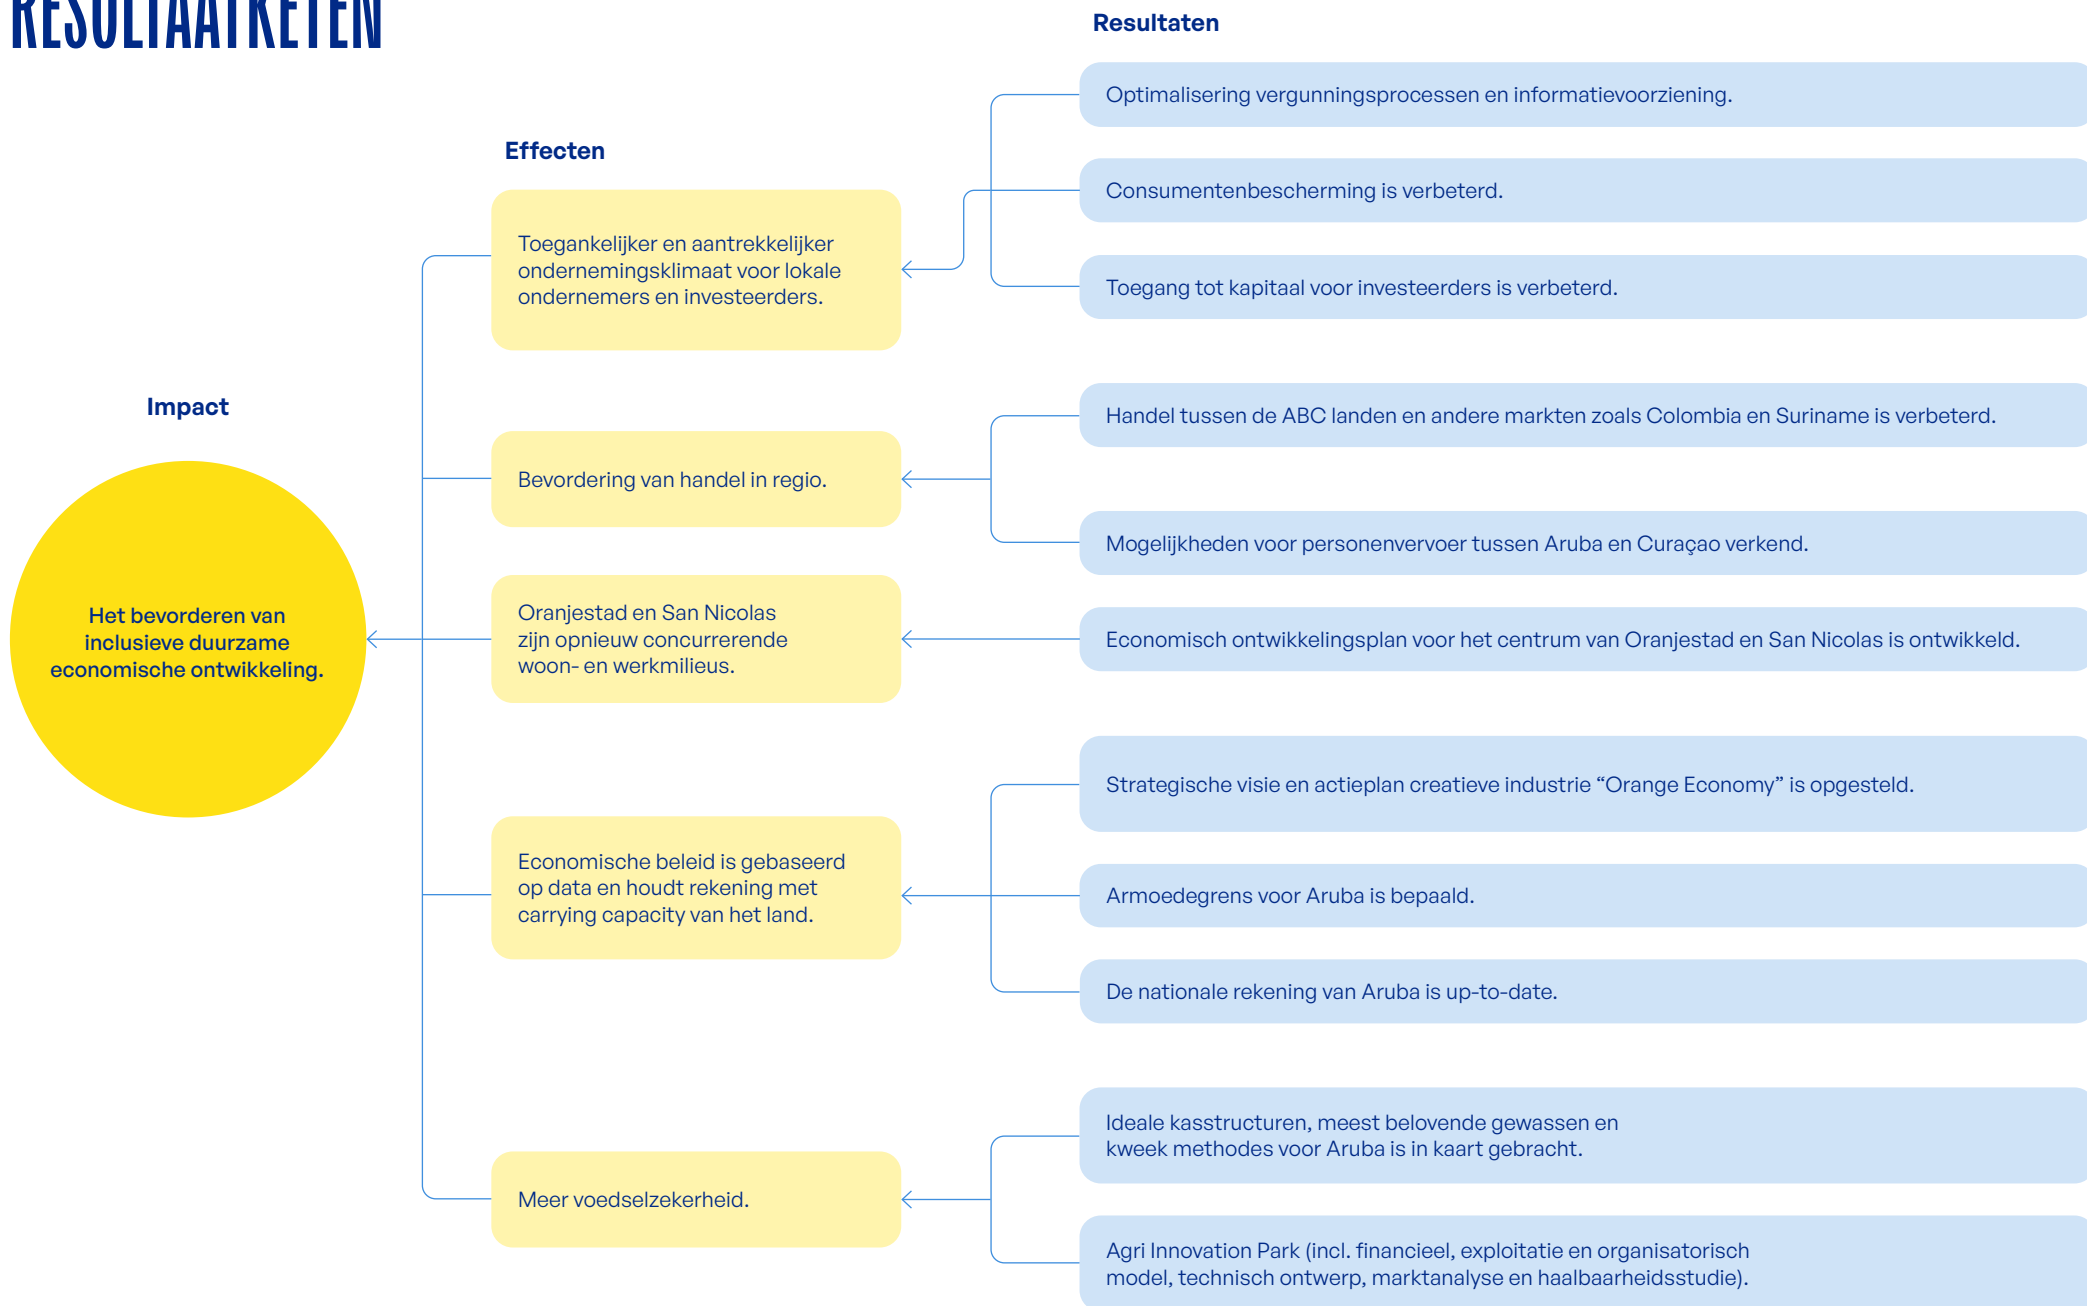 RESULTAATKETEN
Resultaten
Optimalisering vergunningsprocessen en informatievoorziening.
Effecten
Consumentenbescherming is verbeterd.
Toegankelijker en aantrekkelijker
ondernemingsklimaat voor lokale
ondernemers en investeerders.
Toegang tot kapitaal voor investeerders is verbeterd.
Impact
Handel tussen de ABC landen en andere markten zoals Colombia en Suriname is verbeterd.
Bevordering van handel in regio.
Mogelijkheden voor personenvervoer tussen Aruba en Curaçao verkend.
Het bevorderen van
inclusieve duurzame
economische ontwikkeling.
Oranjestad en San Nicolas
zijn opnieuw concurrerende
woon- en werkmilieus.
Economisch ontwikkelingsplan voor het centrum van Oranjestad en San Nicolas is ontwikkeld.
Strategische visie en actieplan creatieve industrie “Orange Economy” is opgesteld.
Economische beleid is gebaseerd
op data en houdt rekening met
carrying capacity van het land.
Armoedegrens voor Aruba is bepaald.
De nationale rekening van Aruba is up-to-date.
Ideale kasstructuren, meest belovende gewassen en
kweek methodes voor Aruba is in kaart gebracht.
Meer voedselzekerheid.
Agri Innovation Park (incl. financieel, exploitatie en organisatorisch
model, technisch ontwerp, marktanalyse en haalbaarheidsstudie).